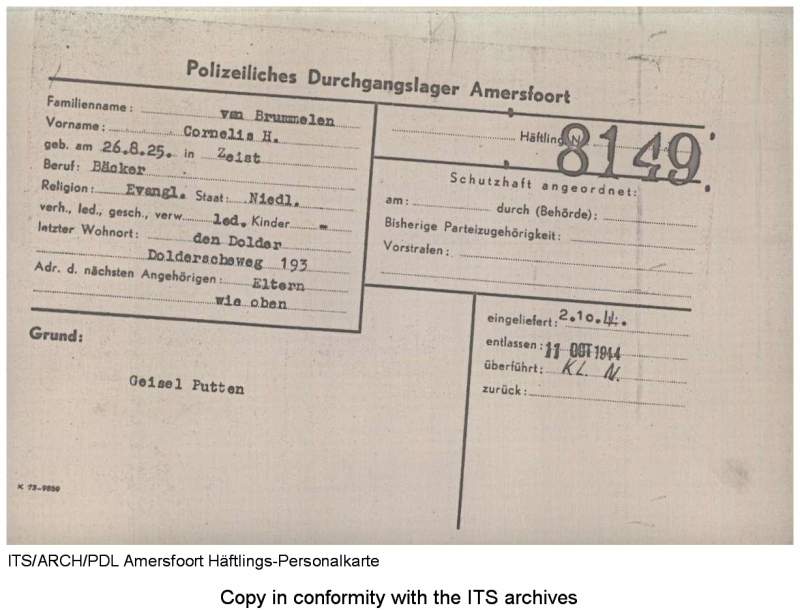 Polizeiliches Durchgangslager Amersfoort
Familienname: van Brummelen
Vorname: Cornelis H.
geb. am 26.8.25. in Zeist
Beruf: Bäcker
Religion: Evangl. Staat: Niedl.
verh., led., gesch., verw. led. Kinder -
letzter Wohnort: den Dolder
Dolderscheweg 193
Adr. d. nächsten Angehörigen: Eltern
wie oben
Häftling N 8149
Schutzhaft angeordnet:
am: durch (Behörde):
Bisherige Parteizugehörigkeit:
Vorstrafen:
Grund:
Geisel Putten
eingeliefert: 2.10.44.
entlassen: 11 OCT 1944
überführt: KL. N.
zurück:
K 73-9859
ITS/ARCH/PDL Amersfoort Häftlings-Personalkarte
Copy in conformity with the ITS archives